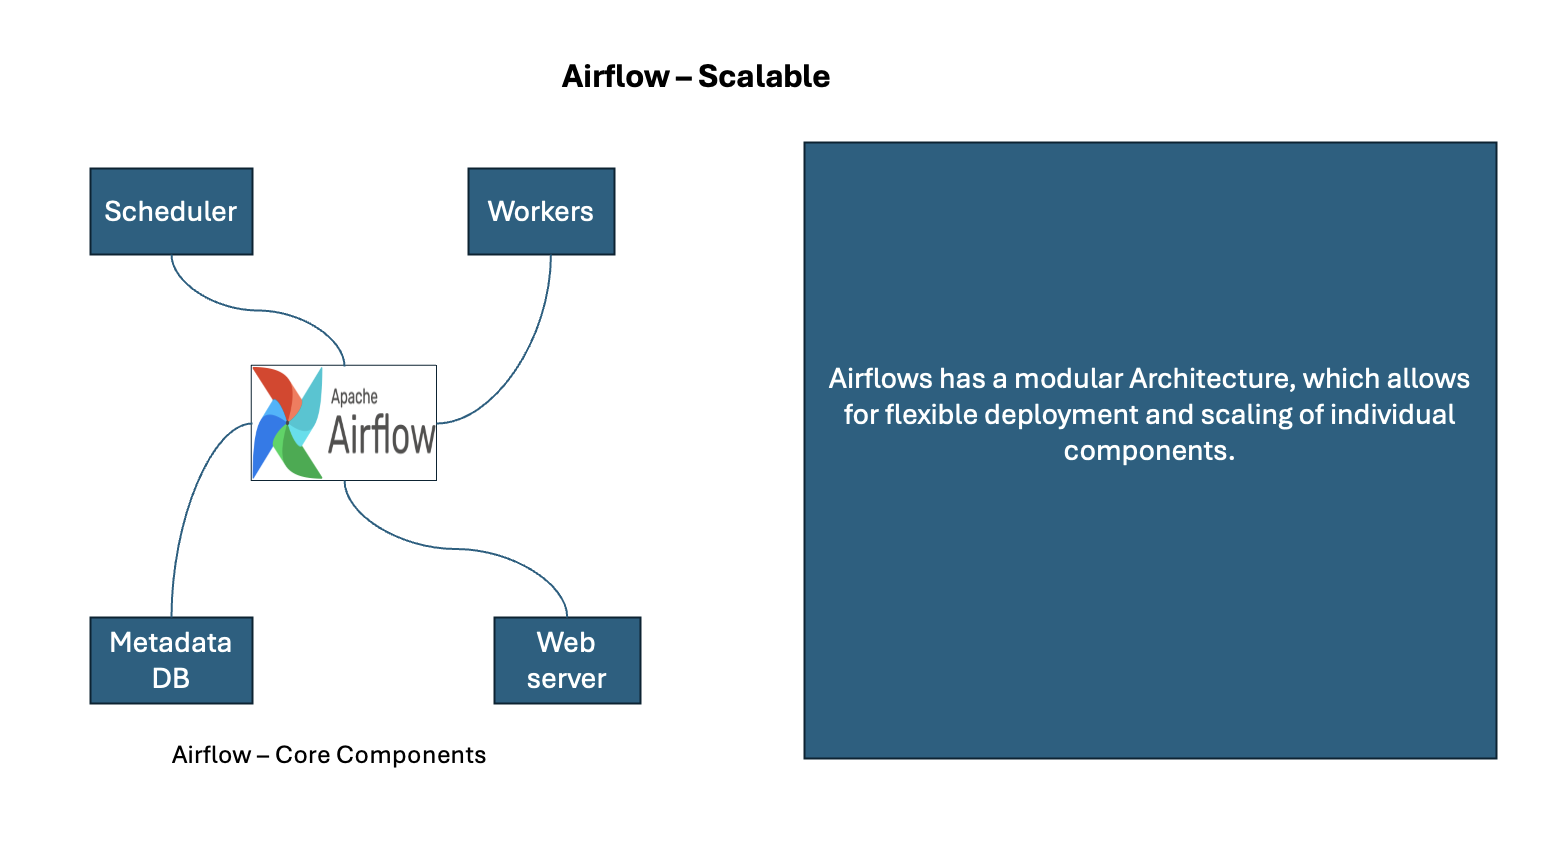 Airflow – Scalable
Scheduler
Workers
Apache
Airflow
Metadata
DB
Web
server
Airflow – Core Components
Airflows has a modular Architecture, which allows
for flexible deployment and scaling of individual
components.